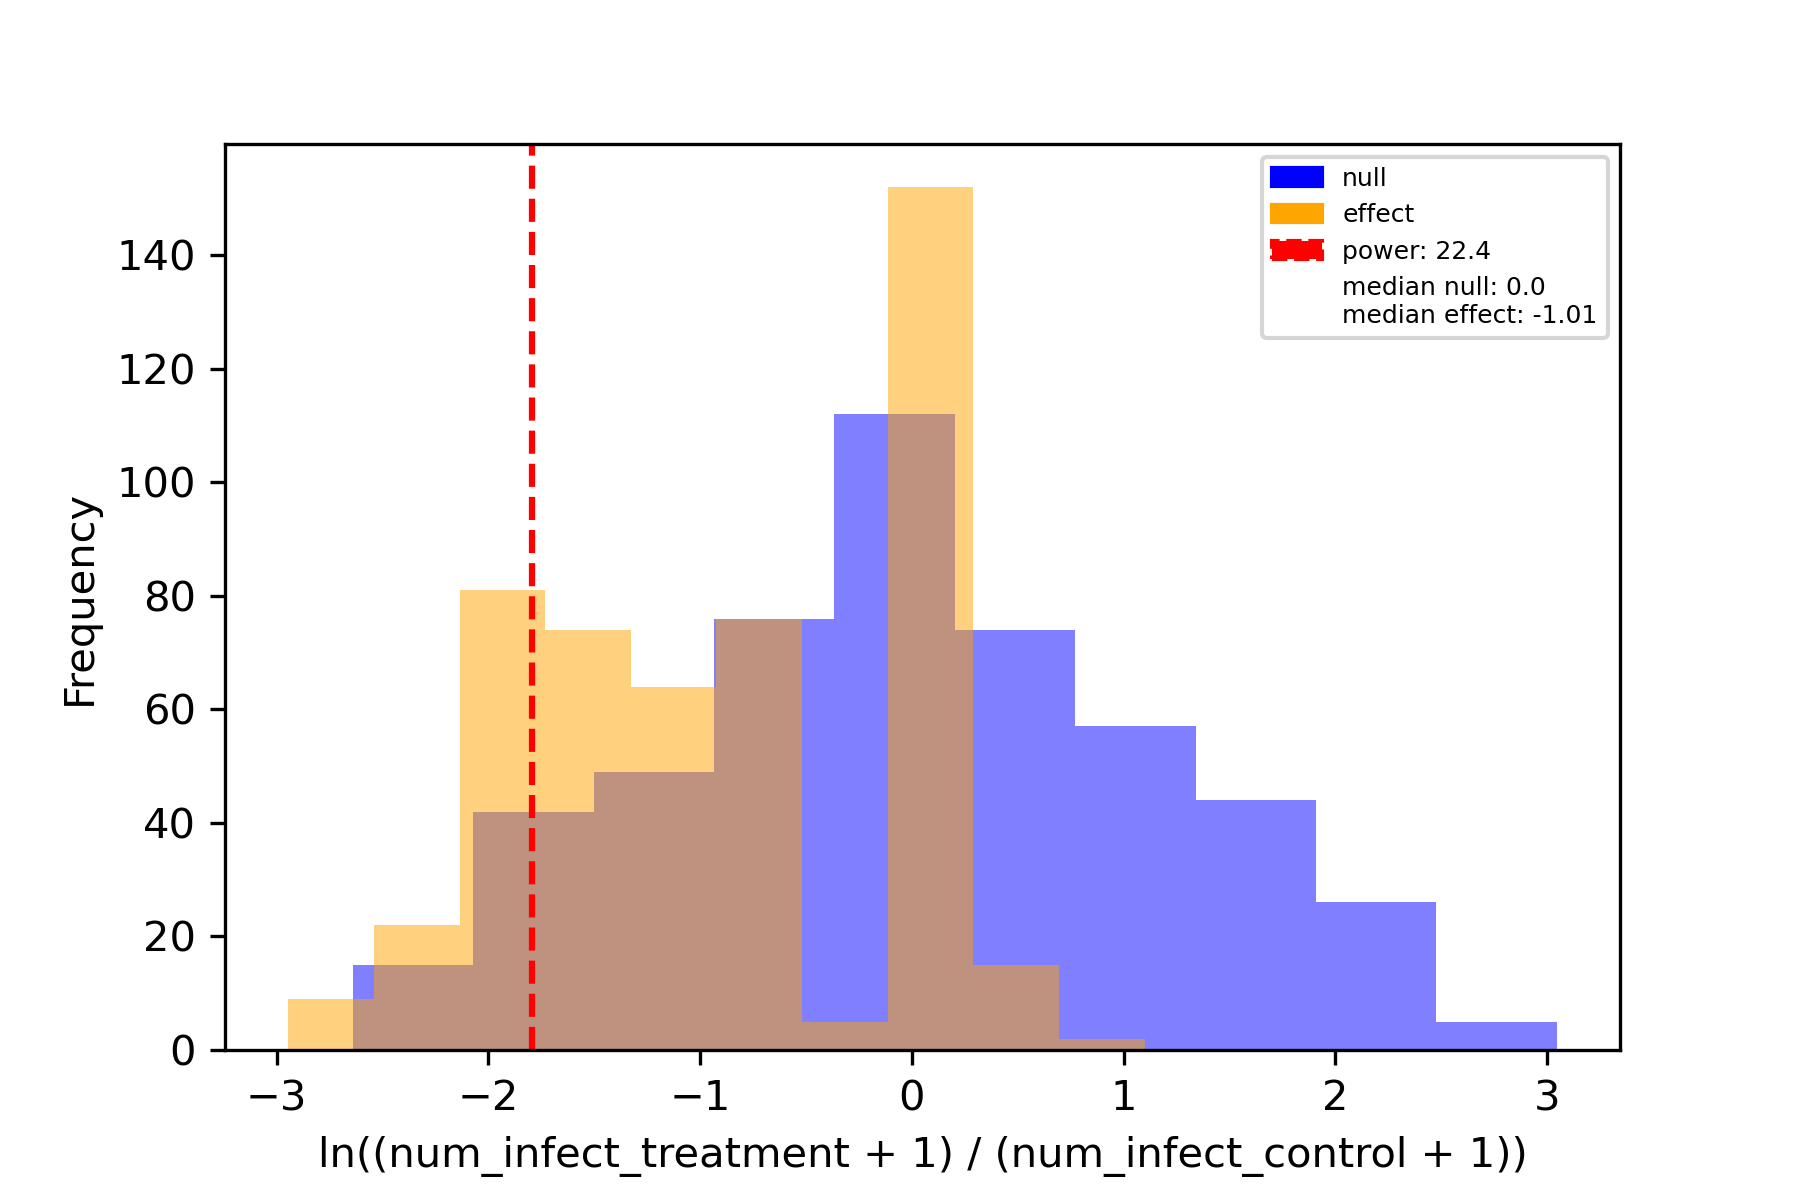 null
effect
power: 22.4
median null: 0.0
median effect: -1.01
Frequency
140
120
100
80
60
40
20
0
−3 −2 −1 0 1 2 3
ln((num_infect_treatment + 1) / (num_infect_control + 1))